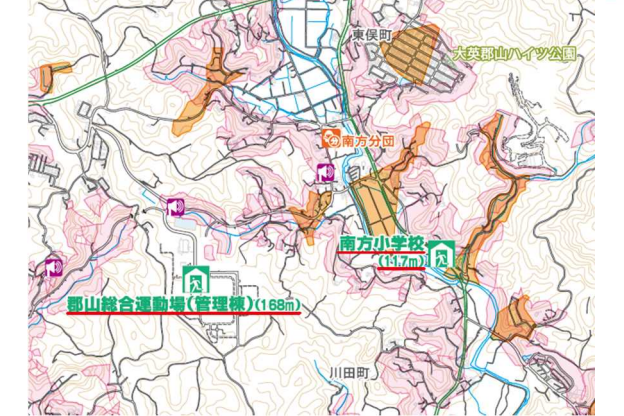 東俣町
大英郡山ハイツ公園
南方分団
南方小学校
(117m)
郡山総合運動場(管理棟)(168m)
川田町